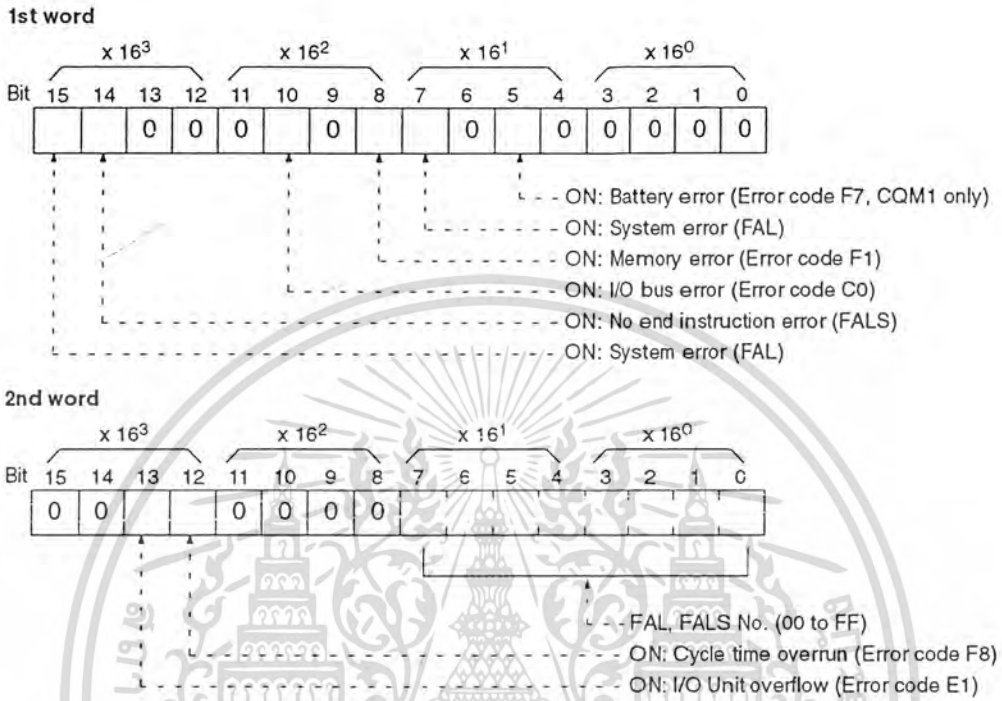 1st word
x 16³ x 16² x 16¹ x 16⁰
Bit 15 14 13 12 11 10 9 8 7 6 5 4 3 2 1 0
0 0 0 0 0 0 0 0 0 0
ON: Battery error (Error code F7, CQM1 only)
ON: System error (FAL)
ON: Memory error (Error code F1)
ON: I/O bus error (Error code C0)
ON: No end instruction error (FALS)
ON: System error (FAL)
2nd word
x 16³ x 16² x 16¹ x 16⁰
Bit 15 14 13 12 11 10 9 8 7 6 5 4 3 2 1 0
0 0 0 0 0 0
FAL, FALS No. (00 to FF)
ON: Cycle time overrun (Error code F8)
ON: I/O Unit overflow (Error code E1)